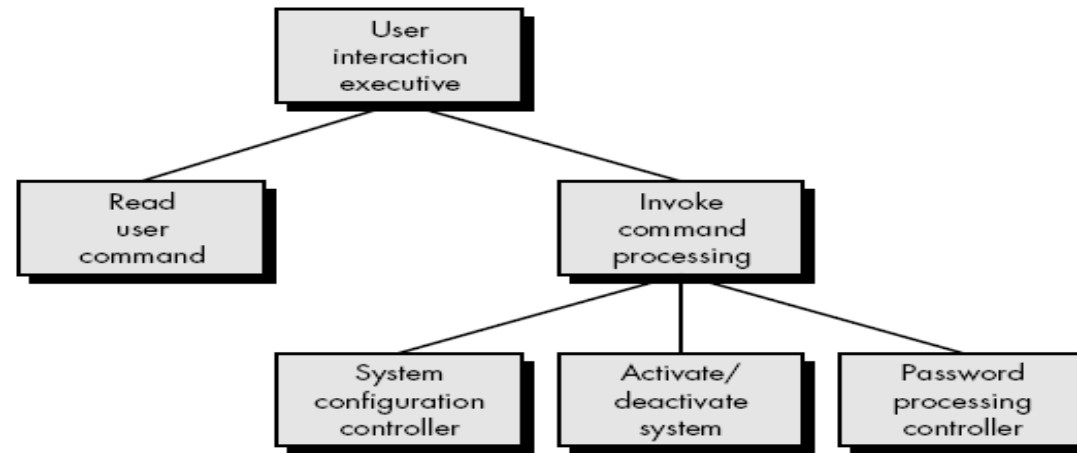 User
interaction
executive
Read
user
command
Invoke
command
processing
System
configuration
controller
Activate/
deactivate
system
Password
processing
controller